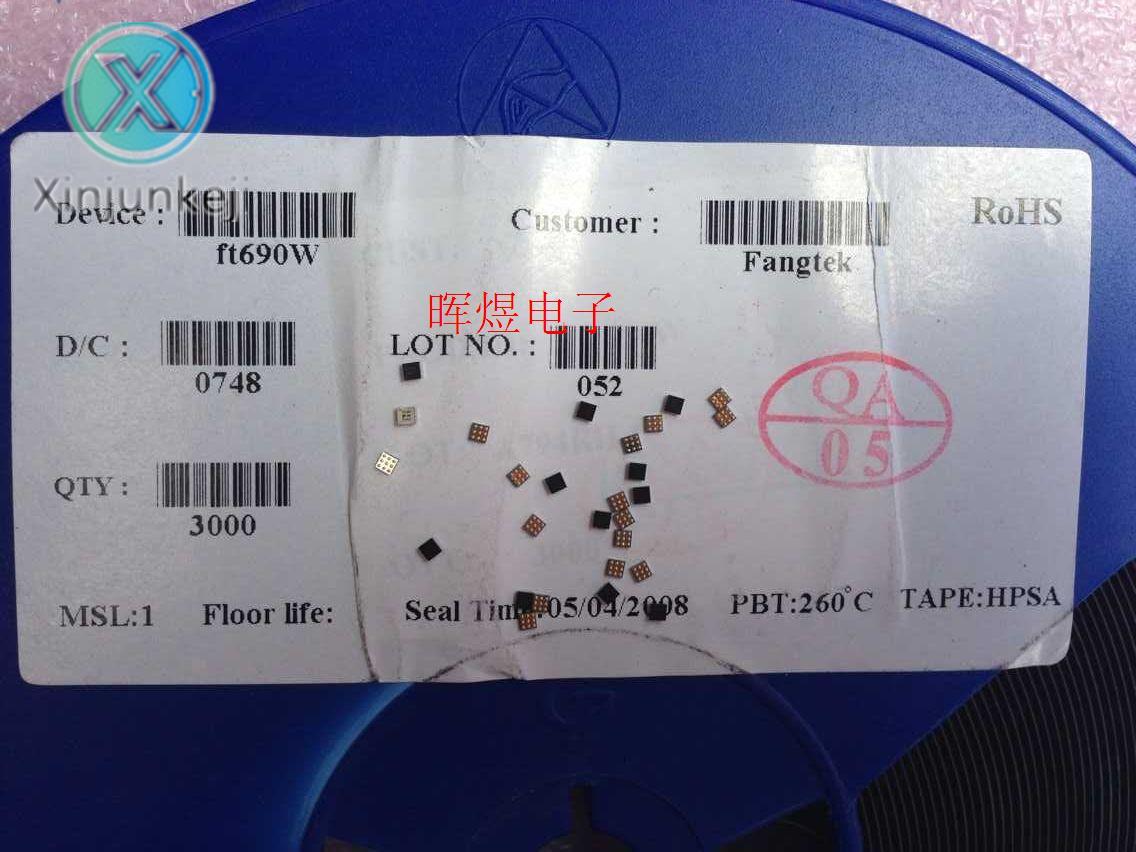 X
Xinjunkeji
Device :
ft690W
Customer :
Fangtek
RoHS
晖煜电子
D/C :
0748
LOT NO. :
052
QA
05
QTY :
3000
MSL:1
Floor life:
Seal Time:05/04/2008
PBT:260°C
TAPE:HPSA